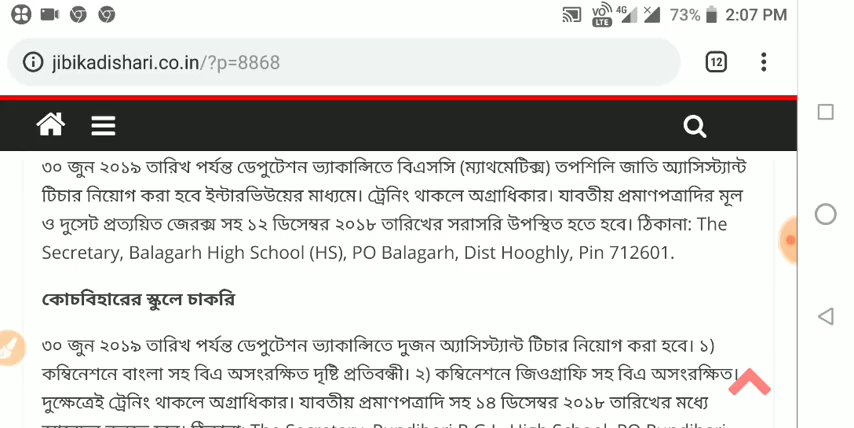 VO LTE 4G 73% 2:07 PM
jibikadishari.co.in/?p=8868 12
৩০ জুন ২০১৯ তারিখ পর্যন্ত ডেপুটেশন ভ্যাকান্সিতে বিএসসি (ম্যাথমেটিক্স) তপশিলি জাতি অ্যাসিস্ট্যান্ট
টিচার নিয়োগ করা হবে ইন্টারভিউয়ের মাধ্যমে। ট্রেনিং থাকলে অগ্রাধিকার। যাবতীয় প্রমাণপত্রাদির মূল
ও দুসেট প্রত্যয়িত জেরক্স সহ ১২ ডিসেম্বর ২০১৮ তারিখের সরাসরি উপস্থিত হতে হবে। ঠিকানা: The
Secretary, Balagarh High School (HS), PO Balagarh, Dist Hooghly, Pin 712601.
কোচবিহারের স্কুলে চাকরি
৩০ জুন ২০১৯ তারিখ পর্যন্ত ডেপুটেশন ভ্যাকান্সিতে দুজন অ্যাসিস্ট্যান্ট টিচার নিয়োগ করা হবে। ১)
কম্বিনেশনে বাংলা সহ বিএ অসংরক্ষিত দৃষ্টি প্রতিবন্ধী। ২) কম্বিনেশনে জিওগ্রাফি সহ বিএ অসংরক্ষিত।
দুক্ষেত্রেই ট্রেনিং থাকলে অগ্রাধিকার। যাবতীয় প্রমাণপত্রাদি সহ ১৪ ডিসেম্বর ২০১৮ তারিখের মধ্যে